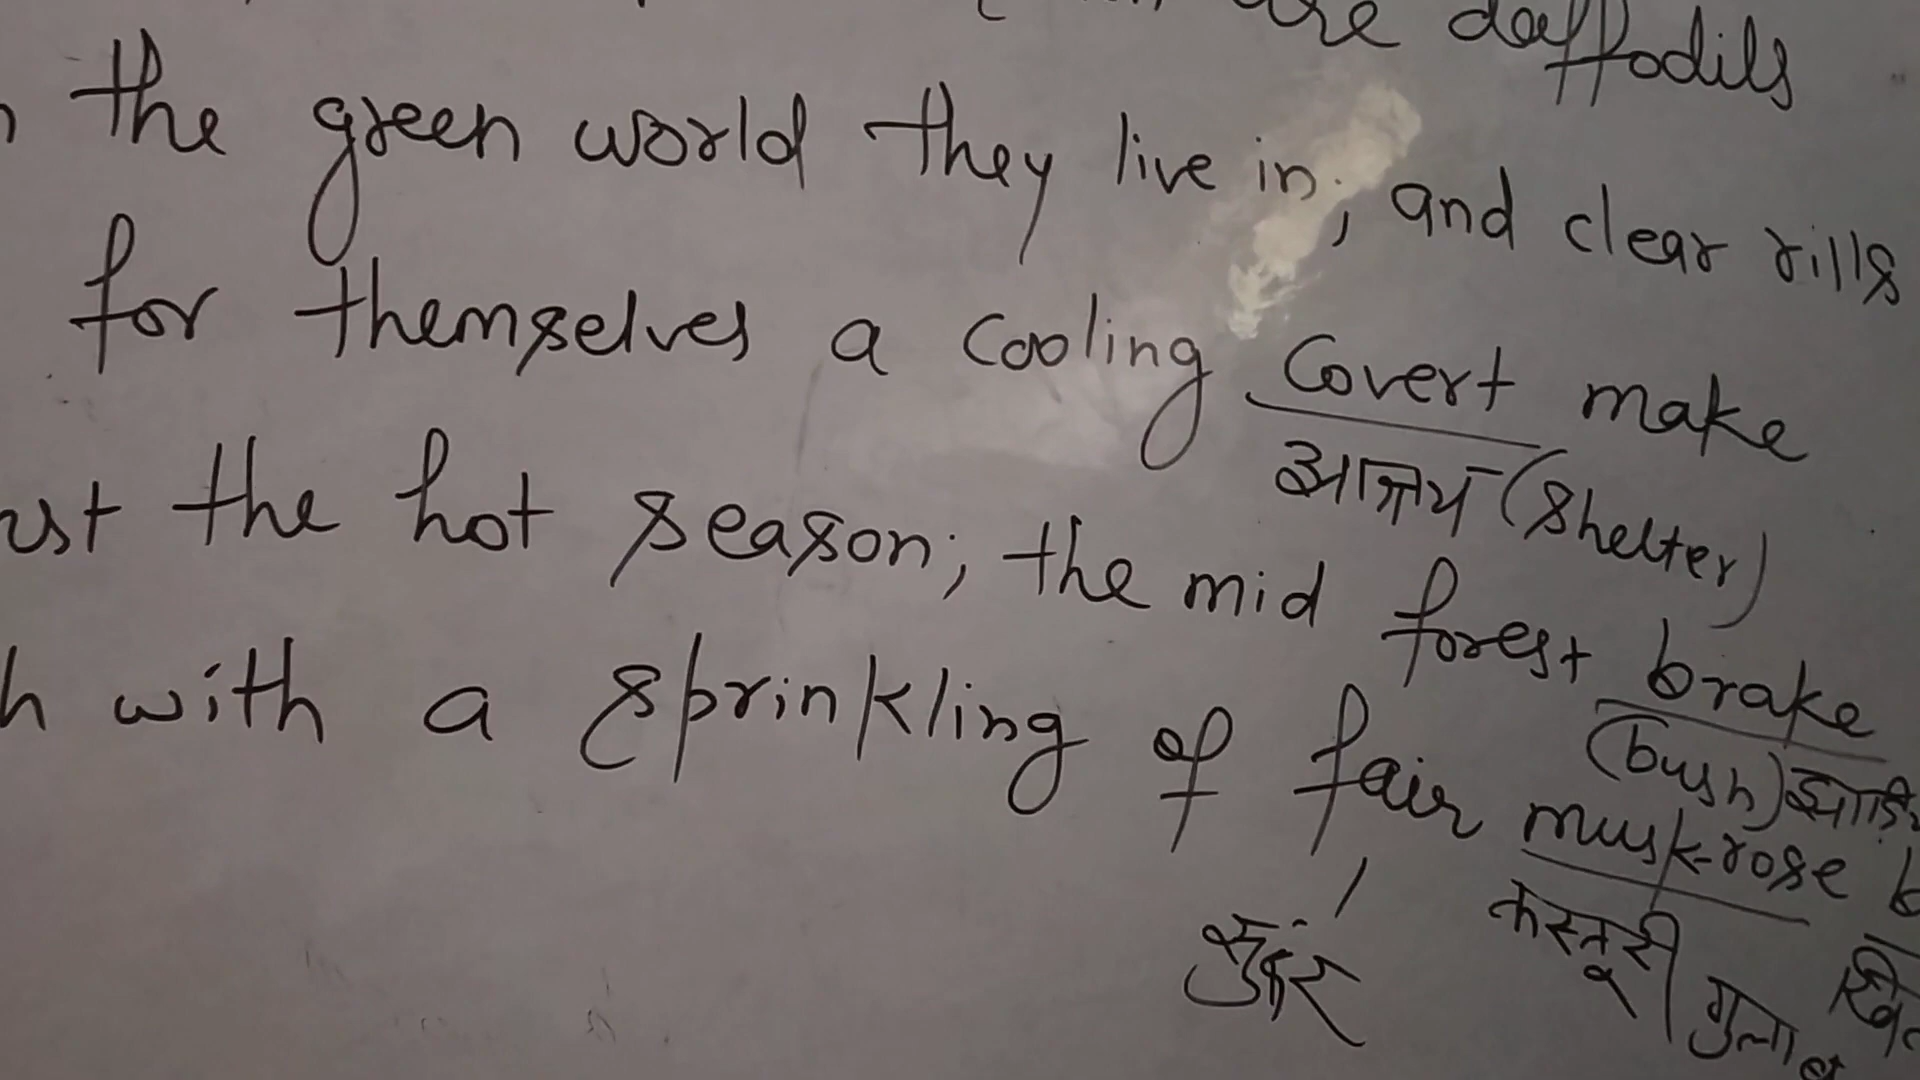 are daffodils
the green world they live in; and clear rills
for themselves a cooling covert make
आश्रय (shelter)
the hot season; the mid forest brake
(bush)
with a sprinkling of fair musk-rose
सुंदर कस्तूरी गुलाब